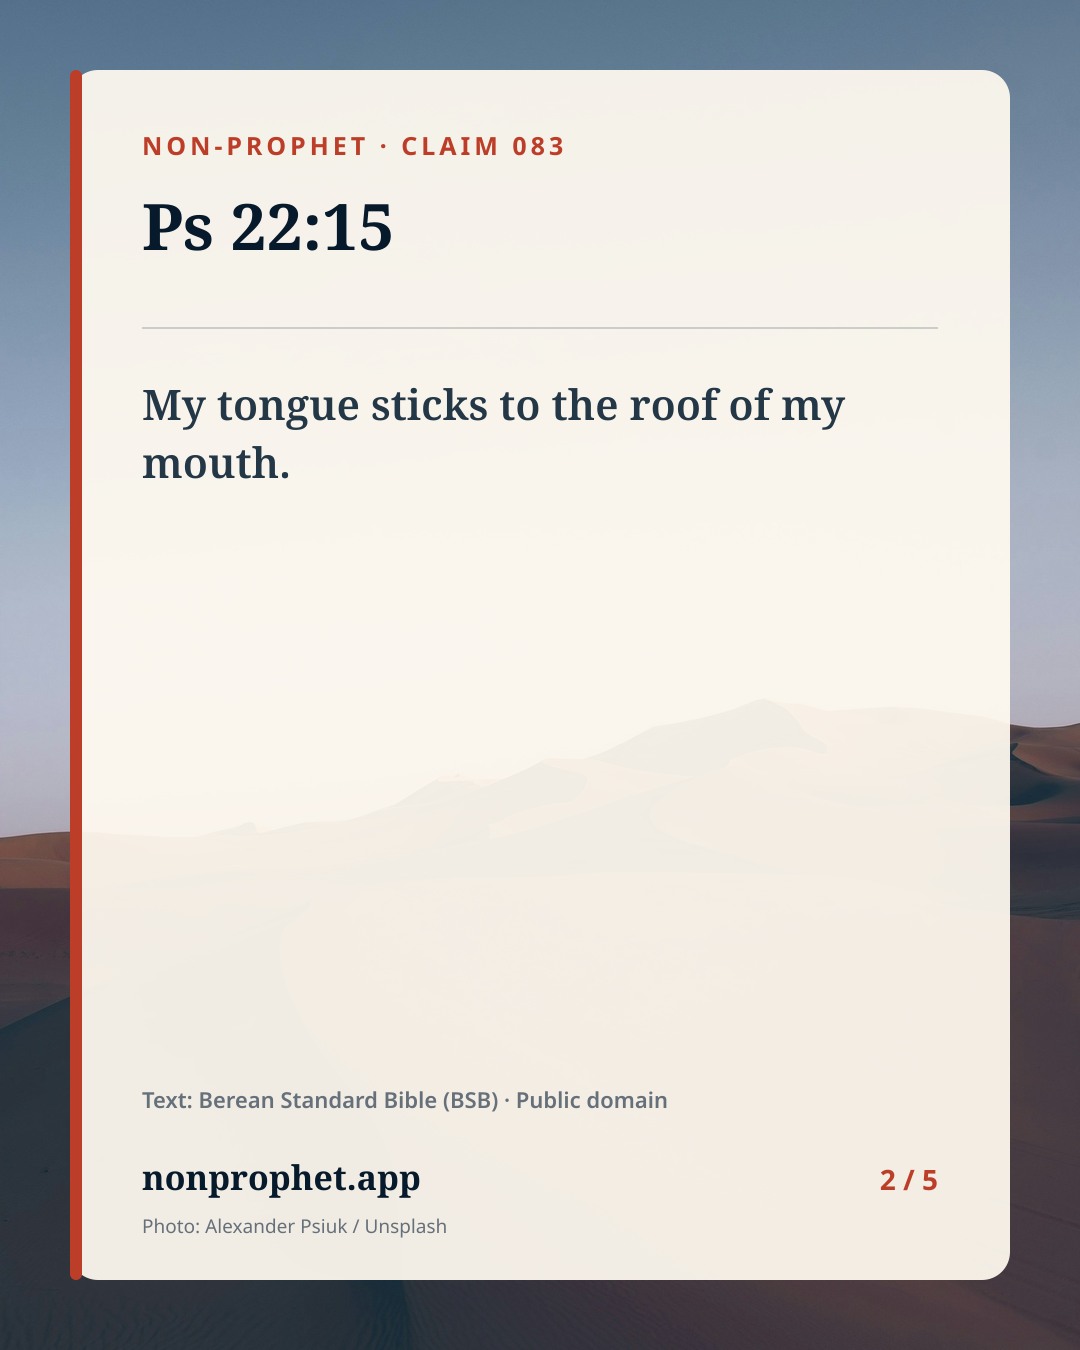 NON-PROPHET · CLAIM 083
Ps 22:15
My tongue sticks to the roof of my
mouth.
Text: Berean Standard Bible (BSB) · Public domain
nonprophet.app
2 / 5
Photo: Alexander Psiuk / Unsplash